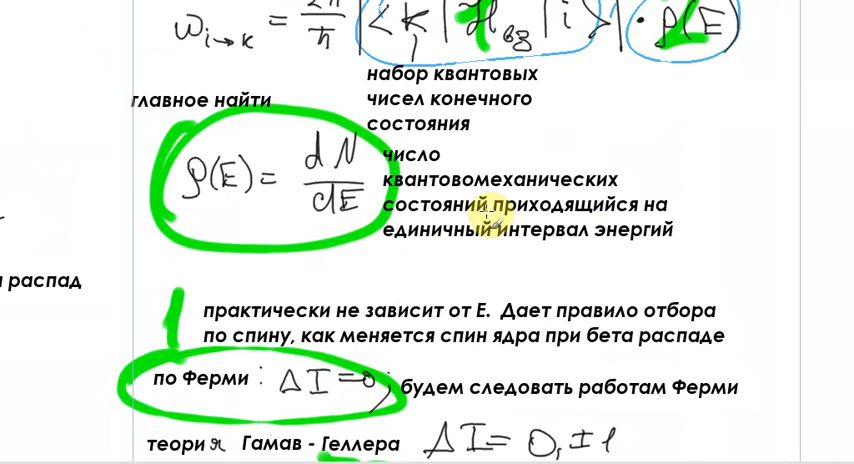 w i→k = 2π/ħ |⟨k| H вз |i⟩| · ρ(E)
набор квантовых
главное найти
чисел конечного
состояния
ρ(E) = dN/dE
число
квантовомеханических
состояний приходящийся на
единичный интервал энергий
распад
1
практически не зависит от Е. Дает правило отбора
по спину, как меняется спин ядра при бета распаде
по Ферми : ΔI = 0;
будем следовать работам Ферми
теория Гамав - Геллера ΔI = 0, ±1